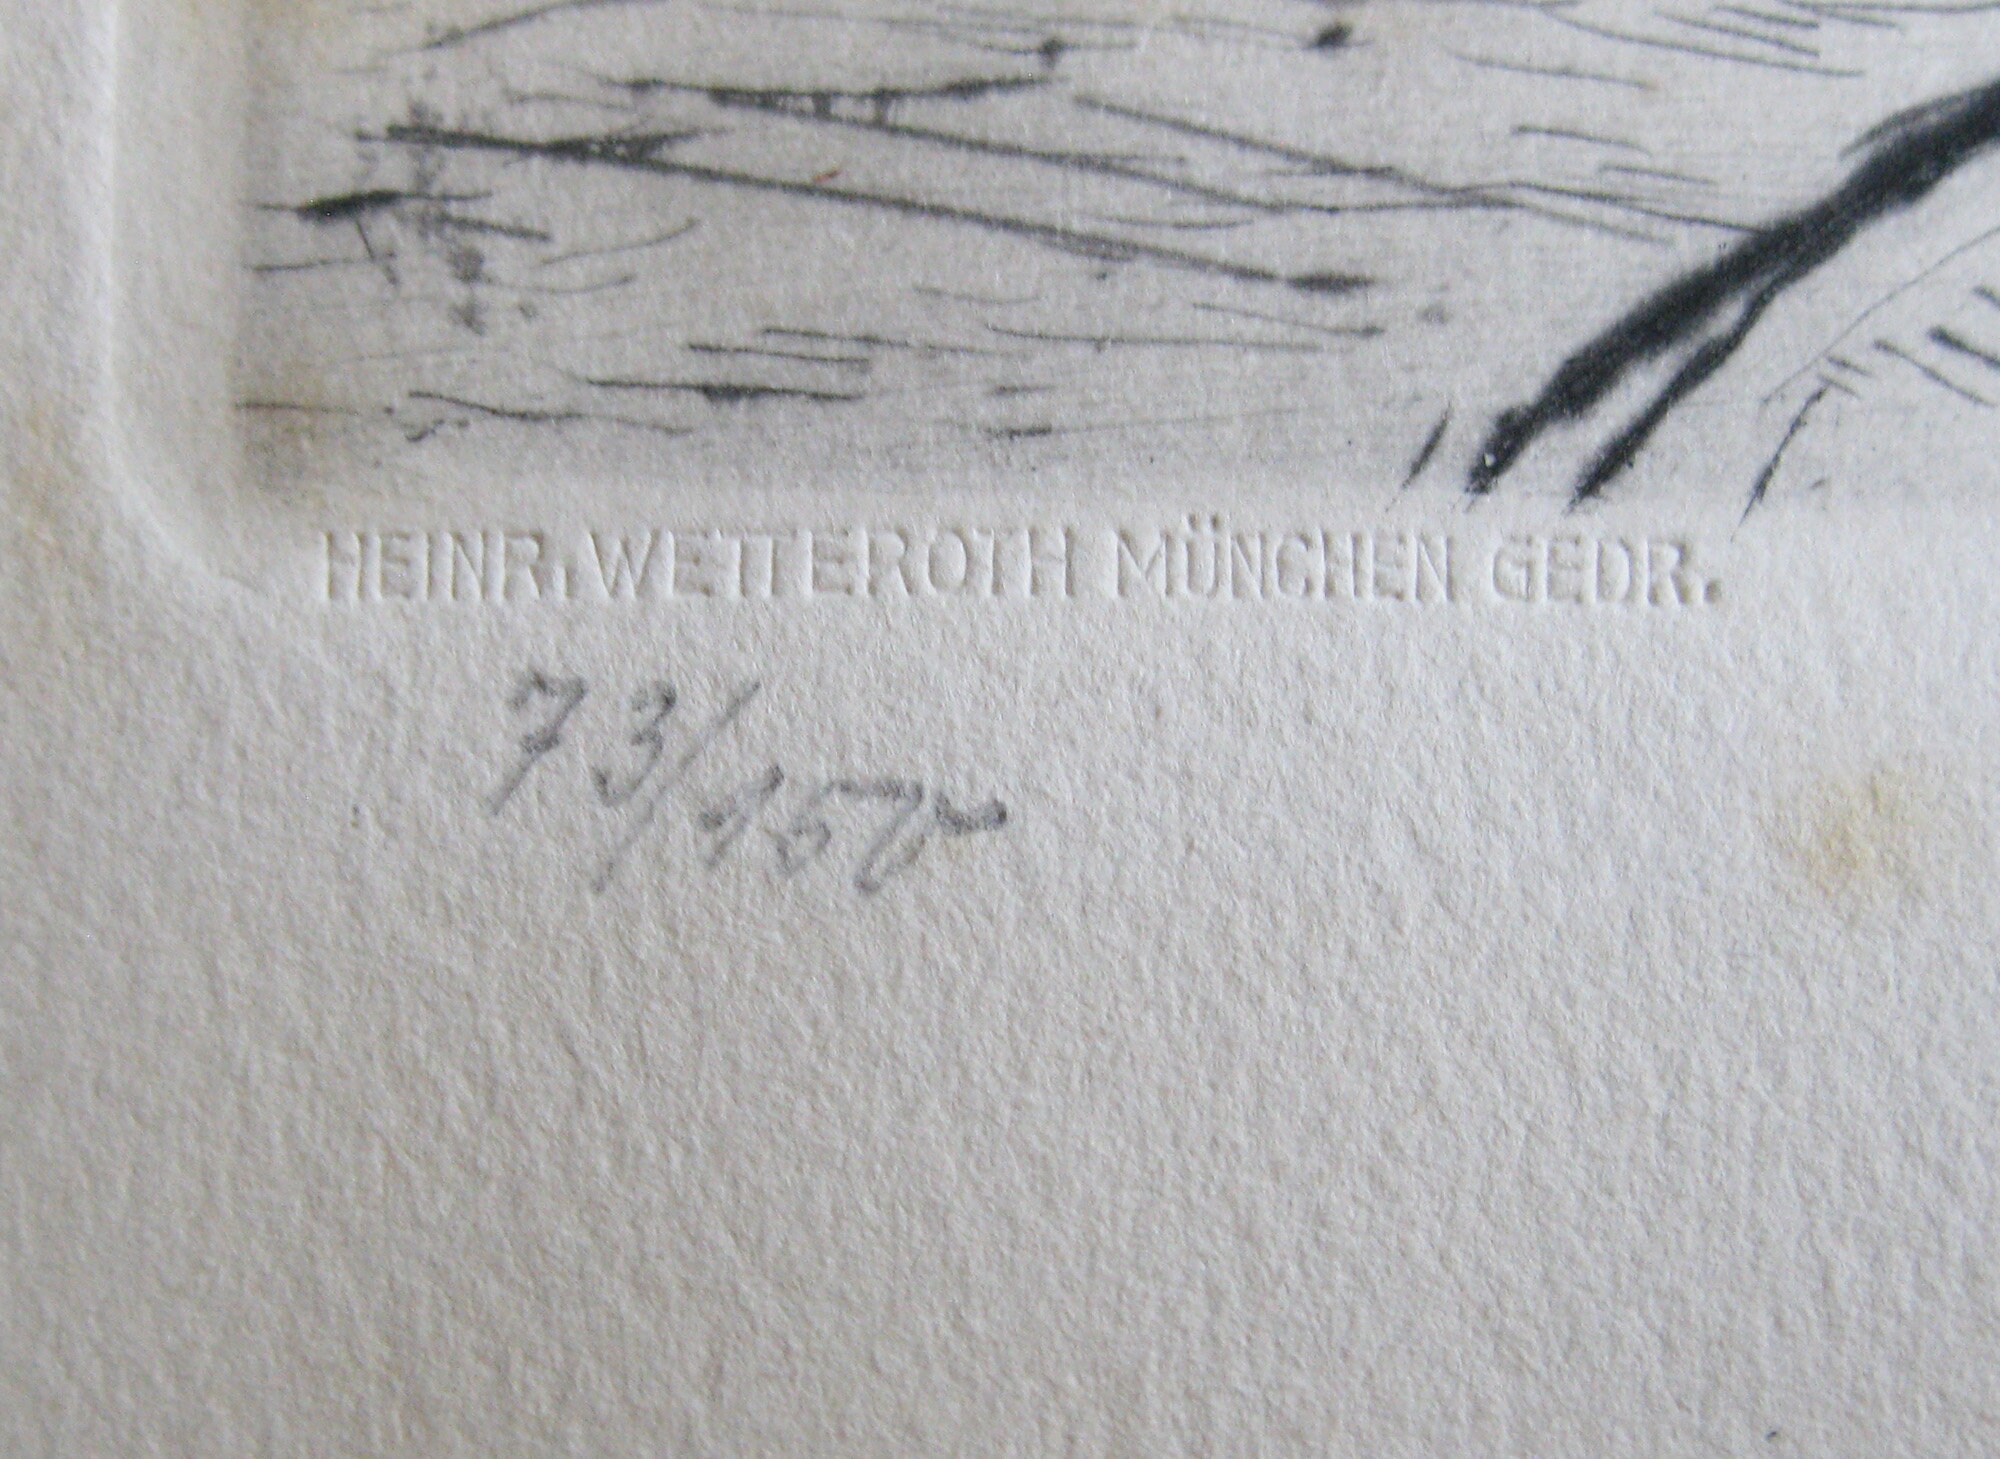 HEINR. WETTEROTH MÜNCHEN GEDR.
73/150